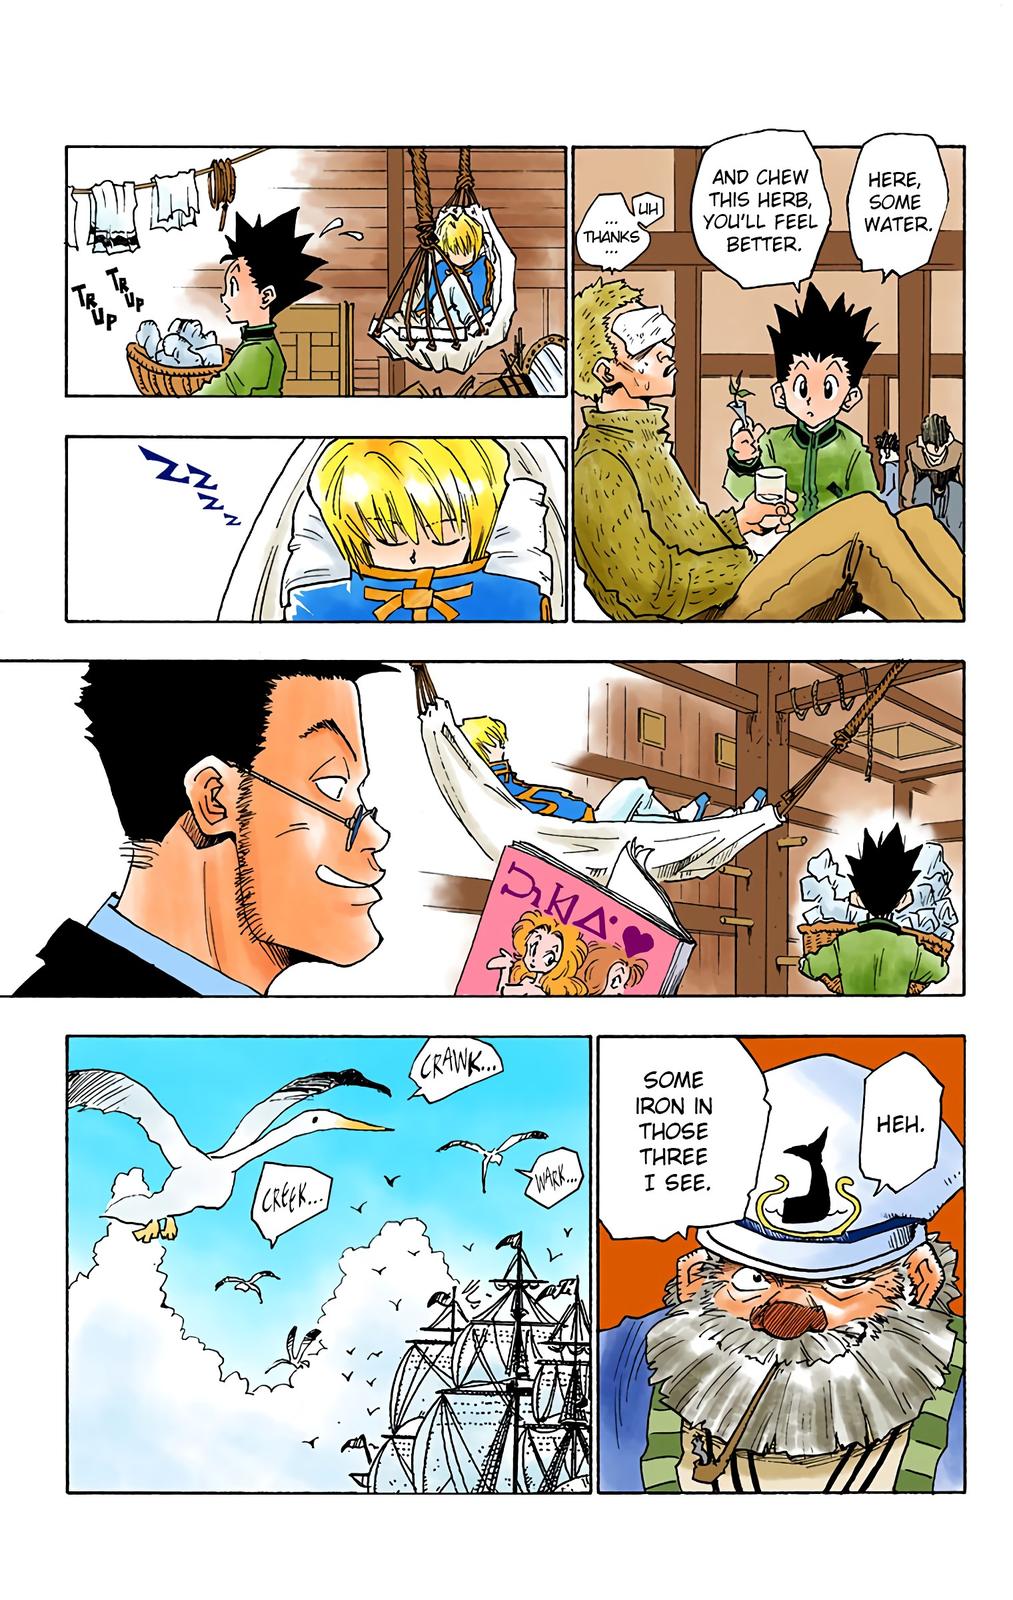 HERE,
SOME
WATER.
AND CHEW
THIS HERB,
YOU'LL FEEL
BETTER.
UH
...
THANKS
...
TRUP
TRUP
ZZZZ
CRAWK...
WARK...
CREEK...
HEH.
SOME
IRON IN
THOSE
THREE
I SEE.